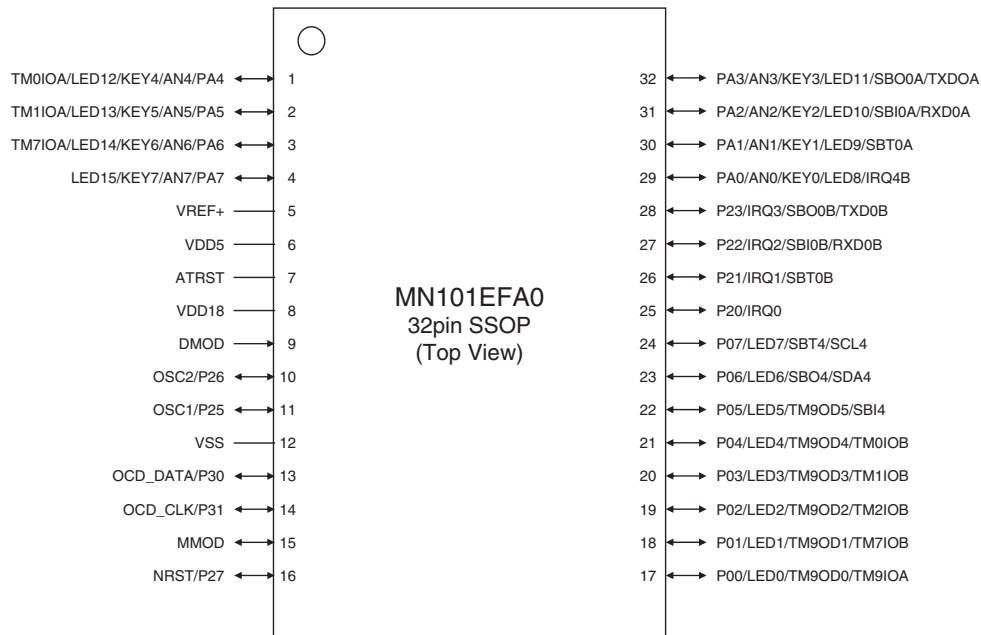 TM0IOA/LED12/KEY4/AN4/PA4 1
TM1IOA/LED13/KEY5/AN5/PA5 2
TM7IOA/LED14/KEY6/AN6/PA6 3
LED15/KEY7/AN7/PA7 4
VREF+ 5
VDD5 6
ATRST 7
VDD18 8
DMOD 9
OSC2/P26 10
OSC1/P25 11
VSS 12
OCD_DATA/P30 13
OCD_CLK/P31 14
MMOD 15
NRST/P27 16
MN101EFA0
32pin SSOP
(Top View)
32 PA3/AN3/KEY3/LED11/SBO0A/TXDOA
31 PA2/AN2/KEY2/LED10/SBI0A/RXD0A
30 PA1/AN1/KEY1/LED9/SBT0A
29 PA0/AN0/KEY0/LED8/IRQ4B
28 P23/IRQ3/SBO0B/TXD0B
27 P22/IRQ2/SBI0B/RXD0B
26 P21/IRQ1/SBT0B
25 P20/IRQ0
24 P07/LED7/SBT4/SCL4
23 P06/LED6/SBO4/SDA4
22 P05/LED5/TM9OD5/SBI4
21 P04/LED4/TM9OD4/TM0IOB
20 P03/LED3/TM9OD3/TM1IOB
19 P02/LED2/TM9OD2/TM2IOB
18 P01/LED1/TM9OD1/TM7IOB
17 P00/LED0/TM9OD0/TM9IOA